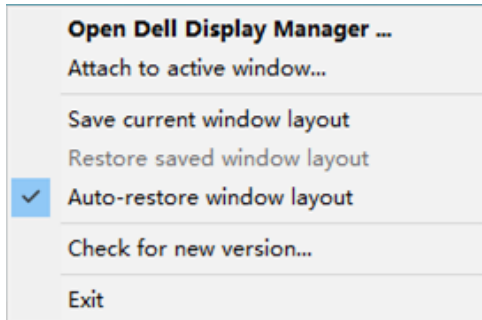 Open Dell Display Manager ...
Attach to active window...
Save current window layout
Restore saved window layout
Auto-restore window layout
Check for new version...
Exit